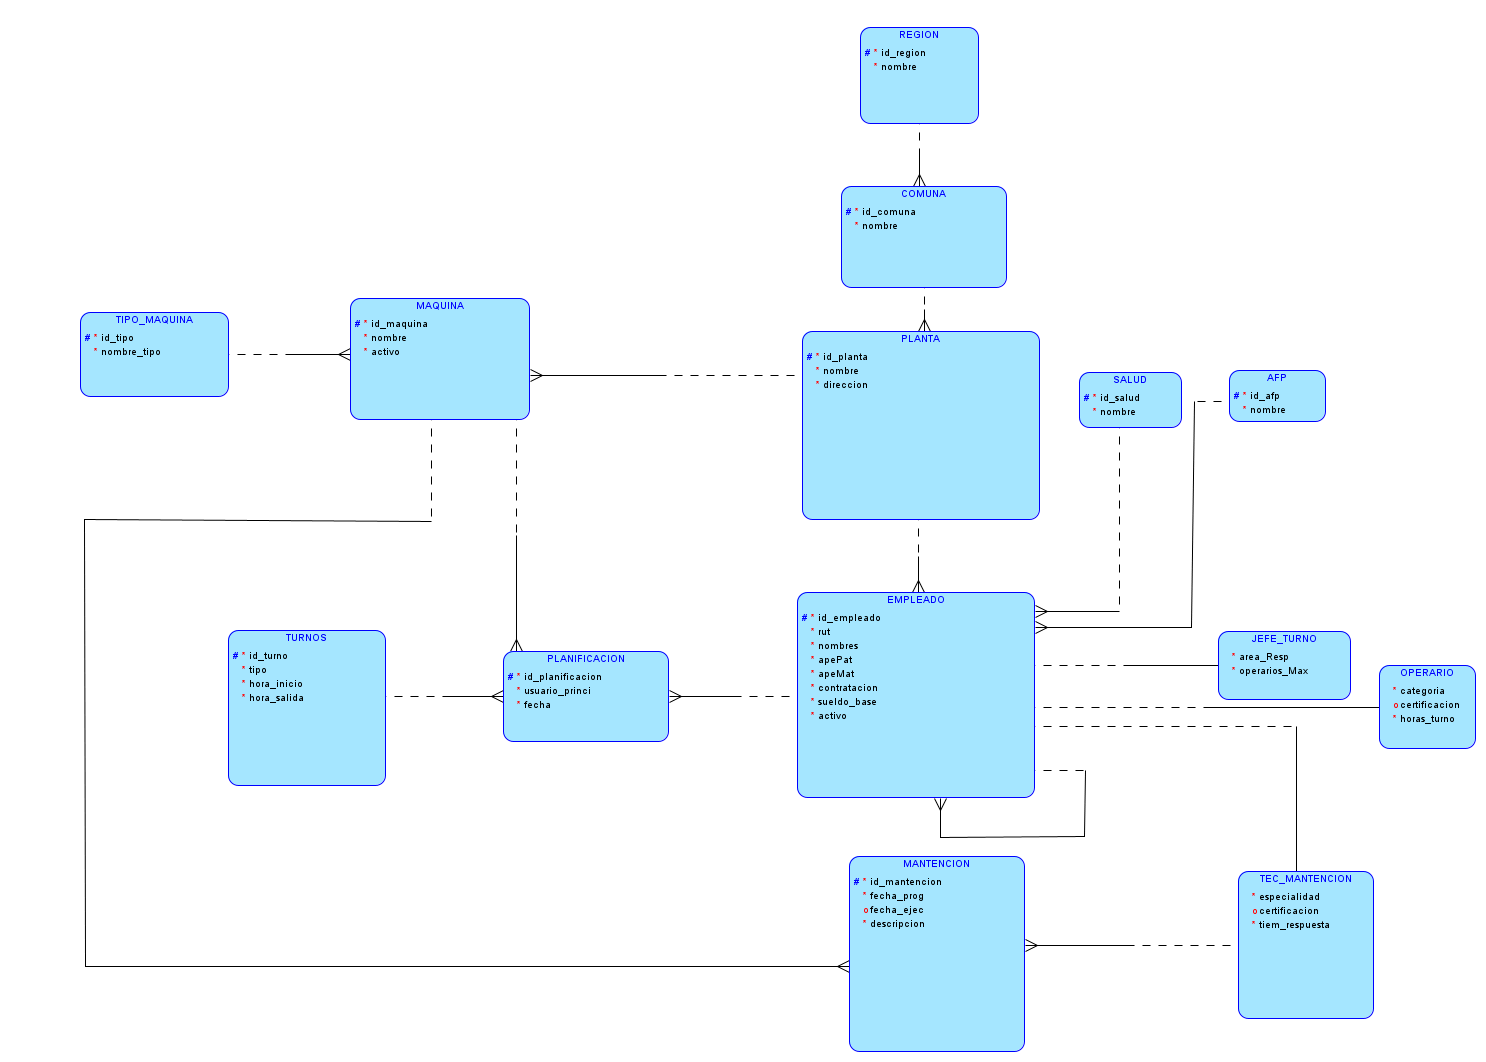 REGION
# * id_region
* nombre
COMUNA
# * id_comuna
* nombre
TIPO_MAQUINA
# * id_tipo
* nombre_tipo
MAQUINA
# * id_maquina
* nombre
* activo
PLANTA
# * id_planta
* nombre
* direccion
SALUD
# * id_salud
* nombre
AFP
# * id_afp
* nombre
TURNOS
# * id_turno
* tipo
* hora_inicio
* hora_salida
PLANIFICACION
# * id_planificacion
* usuario_princi
* fecha
EMPLEADO
# * id_empleado
* rut
* nombres
* apePat
* apeMat
* contratacion
* sueldo_base
* activo
JEFE_TURNO
* area_Resp
* operarios_Max
OPERARIO
* categoria
o certificacion
* horas_turno
MANTENCION
# * id_mantencion
* fecha_prog
o fecha_ejec
* descripcion
TEC_MANTENCION
* especialidad
o certificacion
* tiem_respuesta